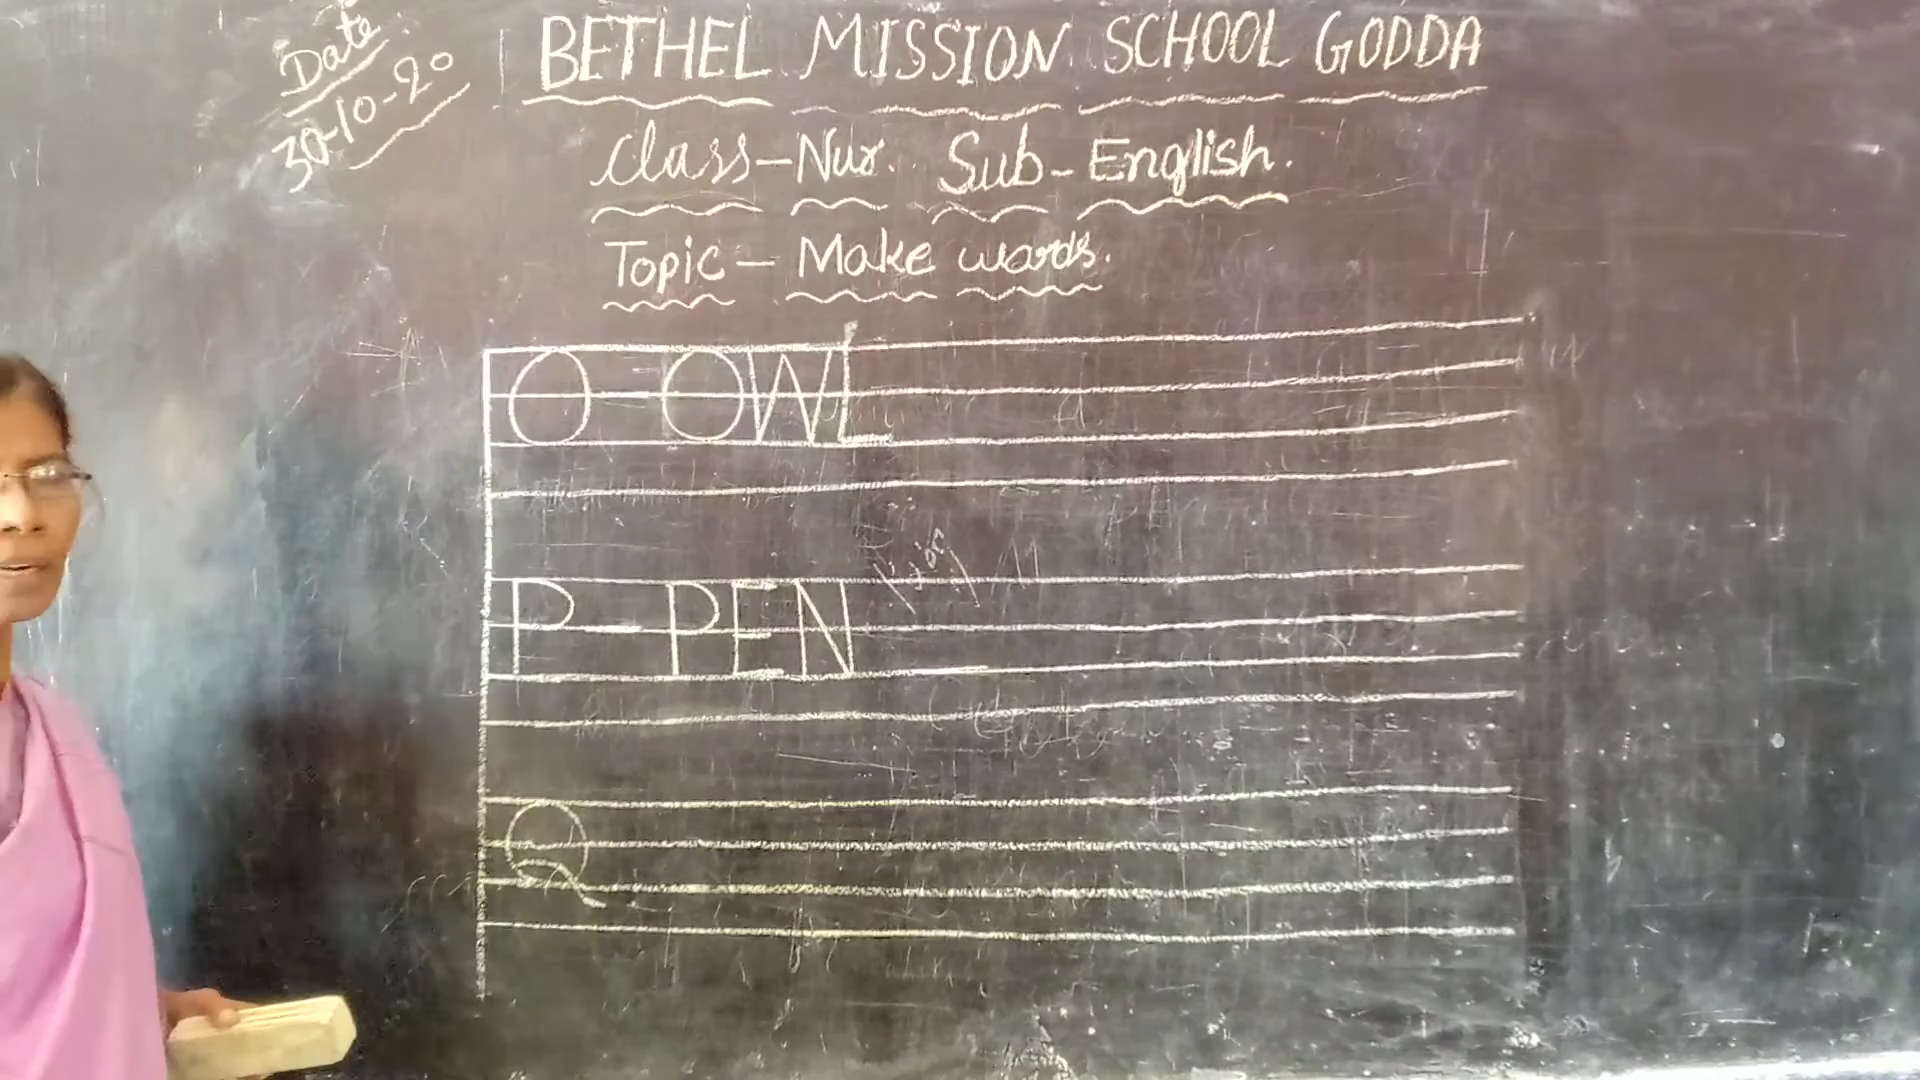 Date
30-10-20
BETHEL MISSION SCHOOL GODDA
Class-Nur. Sub-English.
Topic- Make words.
O-OWL
P-PEN
Q